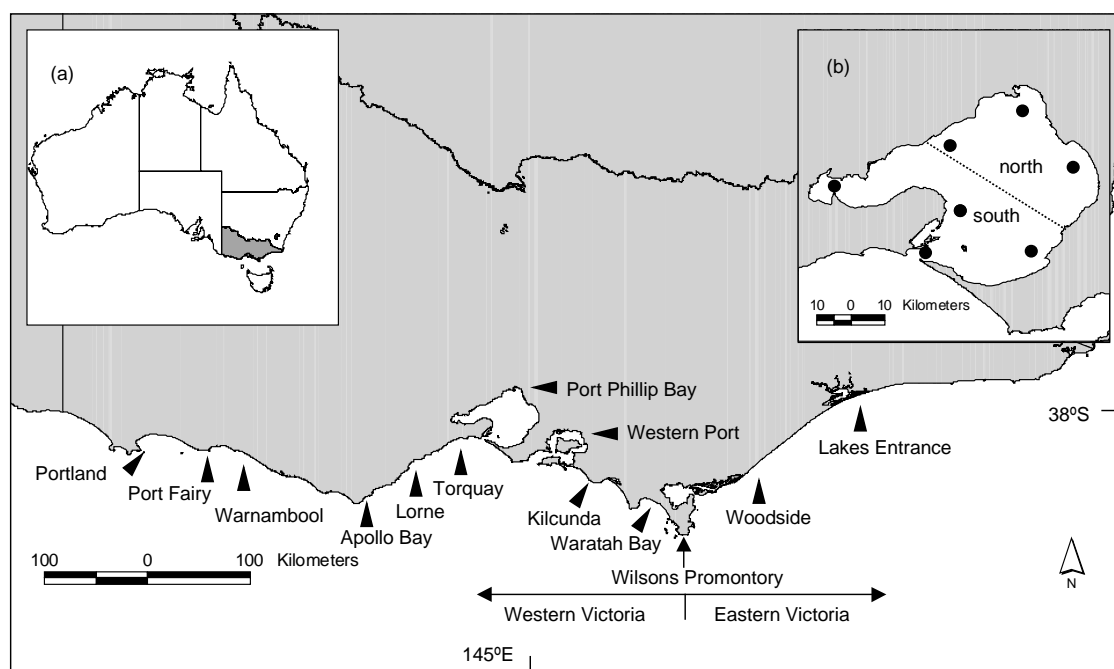 (a)
(b)
north
south
10 0 10 Kilometers
Port Phillip Bay
Western Port
38ºS
Lakes Entrance
Portland
Port Fairy
Warnambool
Apollo Bay
Lorne
Torquay
Kilcunda
Waratah Bay
Woodside
100 0 100 Kilometers
Wilsons Promontory
Western Victoria
Eastern Victoria
N
145ºE